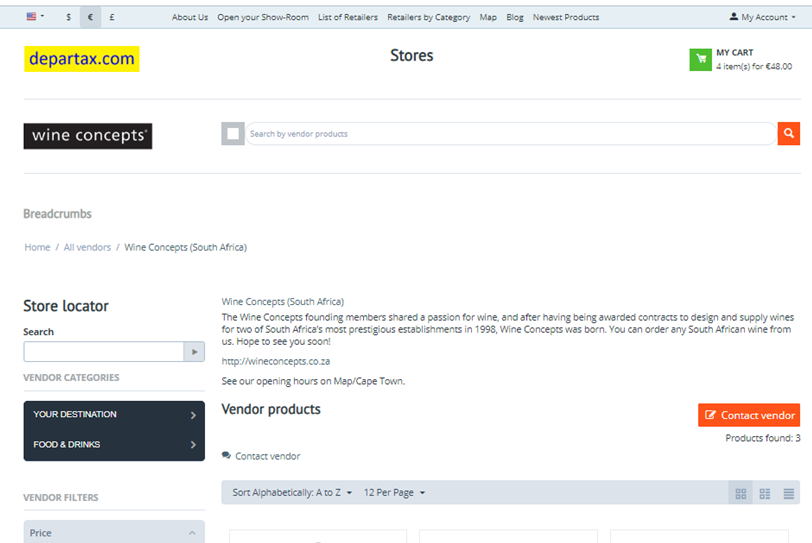 $ € £ About Us Open your Show-Room List of Retailers Retailers by Category Map Blog Newest Products My Account
departax.com
Stores
MY CART
4 item(s) for €48.00
wine concepts®
Search by vendor products
Breadcrumbs
Home / All vendors / Wine Concepts (South Africa)
Store locator
Search
VENDOR CATEGORIES
YOUR DESTINATION
FOOD & DRINKS
VENDOR FILTERS
Price
Wine Concepts (South Africa)
The Wine Concepts founding members shared a passion for wine, and after having being awarded contracts to design and supply wines
for two of South Africa's most prestigious establishments in 1998, Wine Concepts was born. You can order any South African wine from
us. Hope to see you soon!
http://wineconcepts.co.za
See our opening hours on Map/Cape Town.
Vendor products
Contact vendor
Products found: 3
Contact vendor
Sort Alphabetically: A to Z 12 Per Page